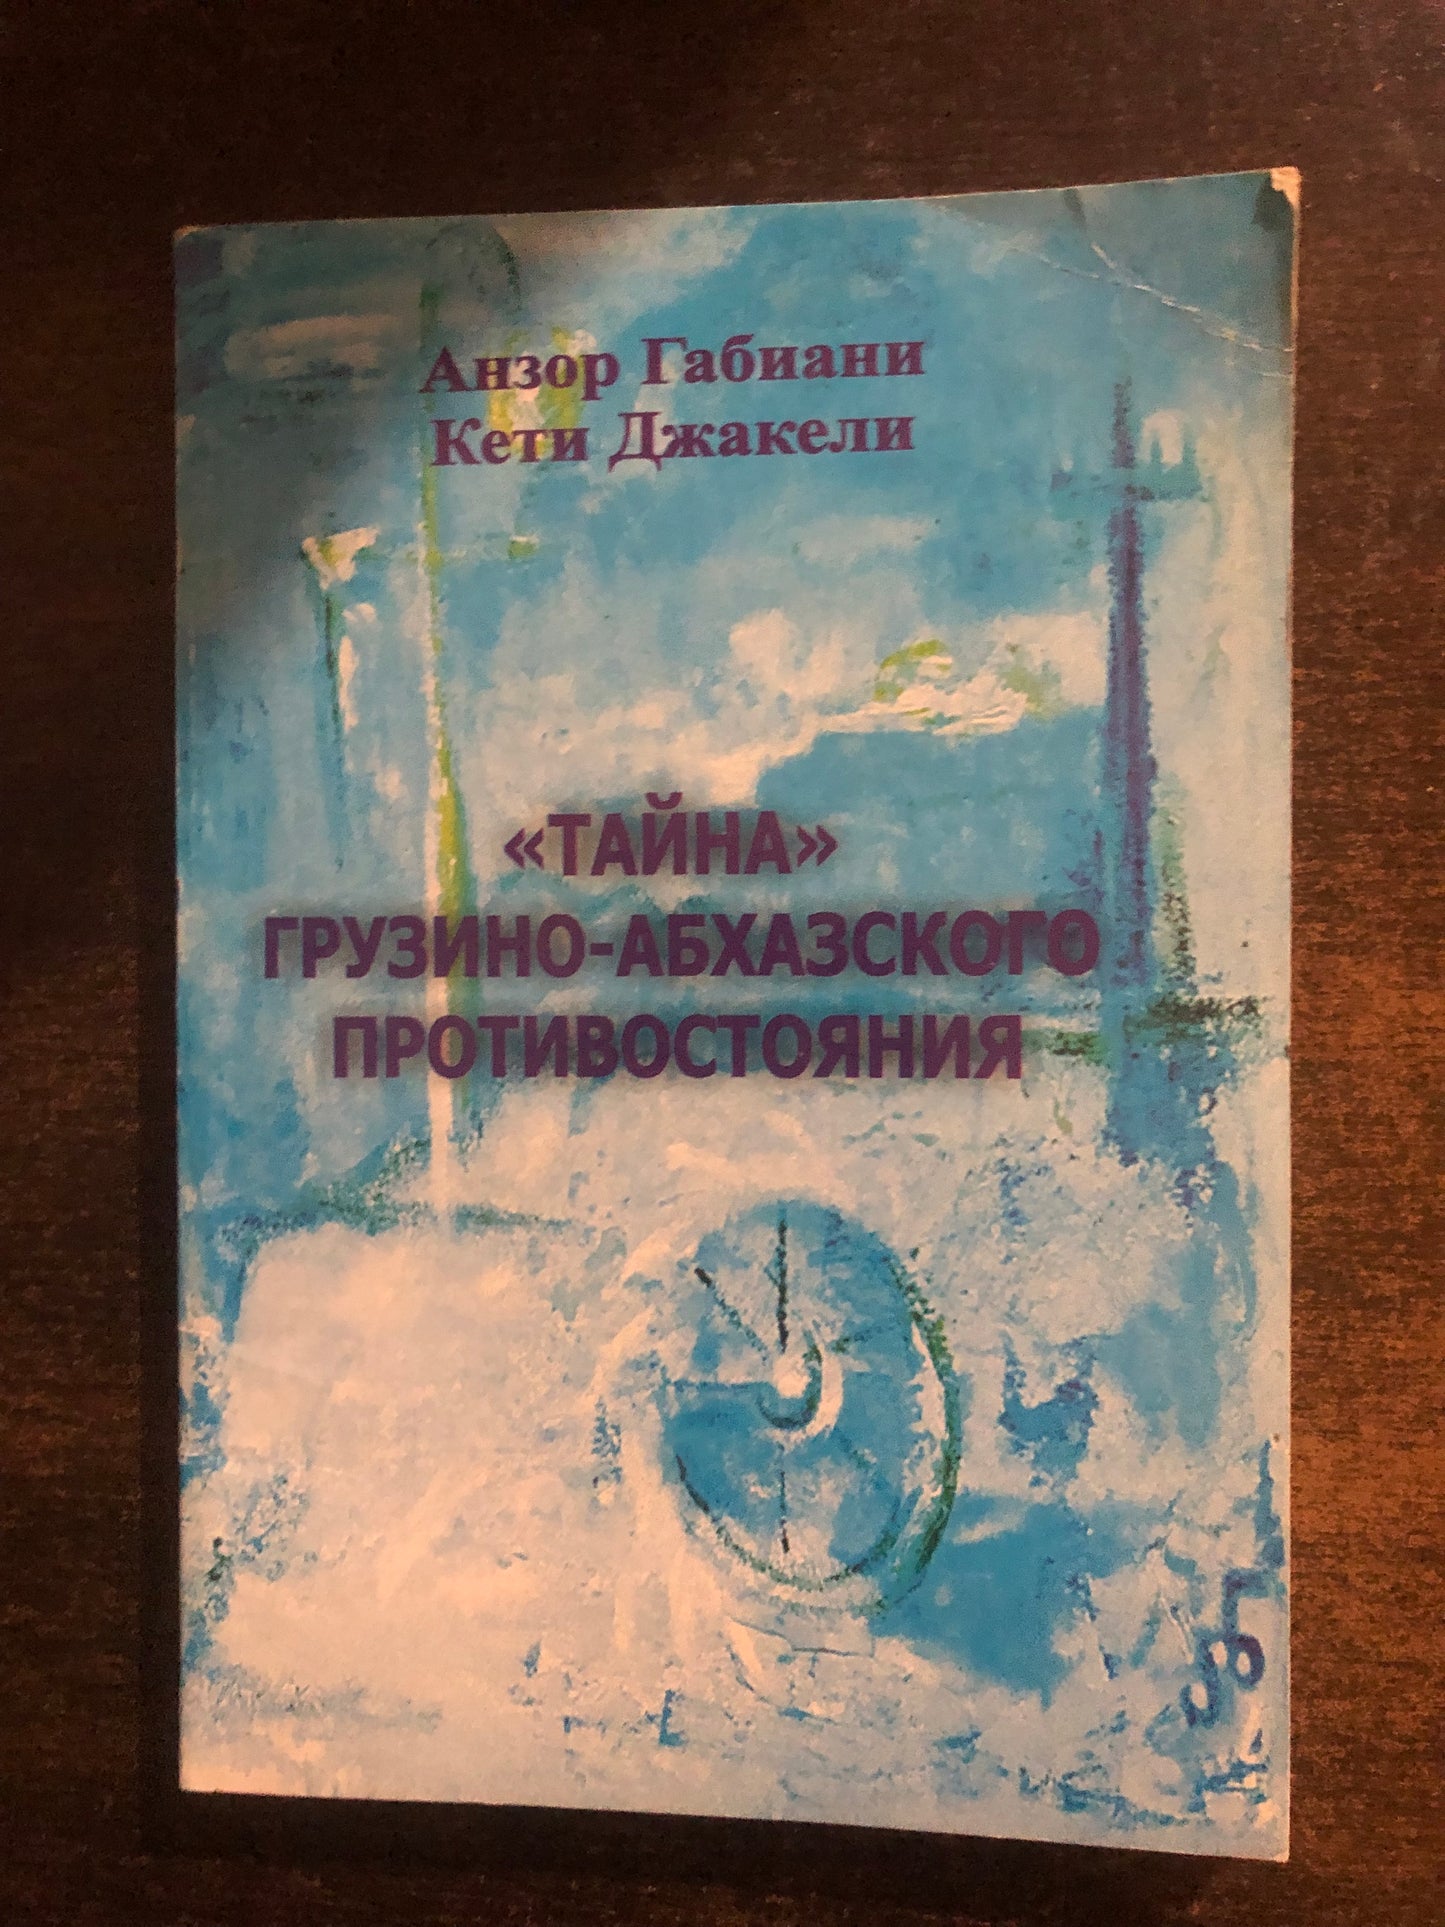 Анзор Габиани
Кети Джакели
«ТАЙНА»
ГРУЗИНО-АБХАЗСКОГО
ПРОТИВОСТОЯНИЯ